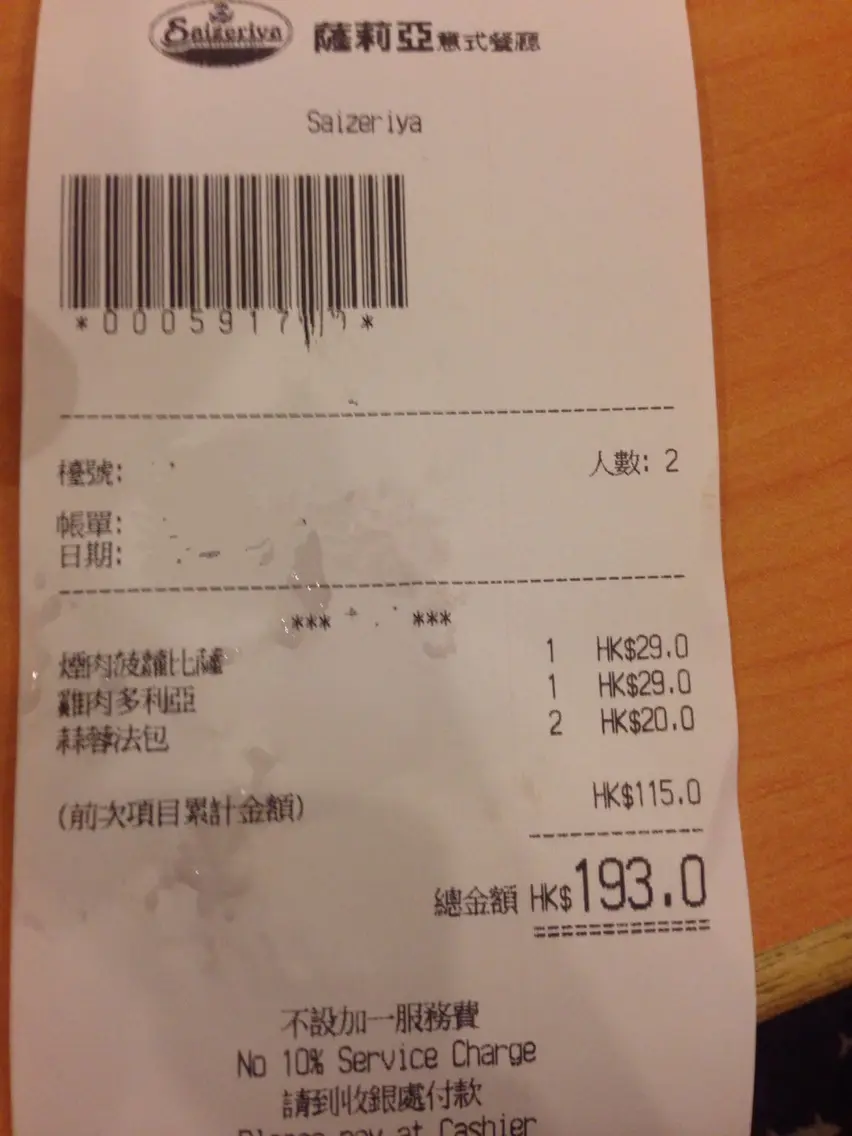 Saizeriya 薩莉亞意式餐廳
Saizeriya
檯號:
人數: 2
帳單:
日期:
*** ***
煙肉菠蘿比薩 1 HK$29.0
雞肉多利亞 1 HK$29.0
蒜蓉法包 2 HK$20.0
(前次項目累計金額) HK$115.0
總金額 HK$193.0
不設加一服務費
No 10% Service Charge
請到收銀處付款
Please pay at Cashier